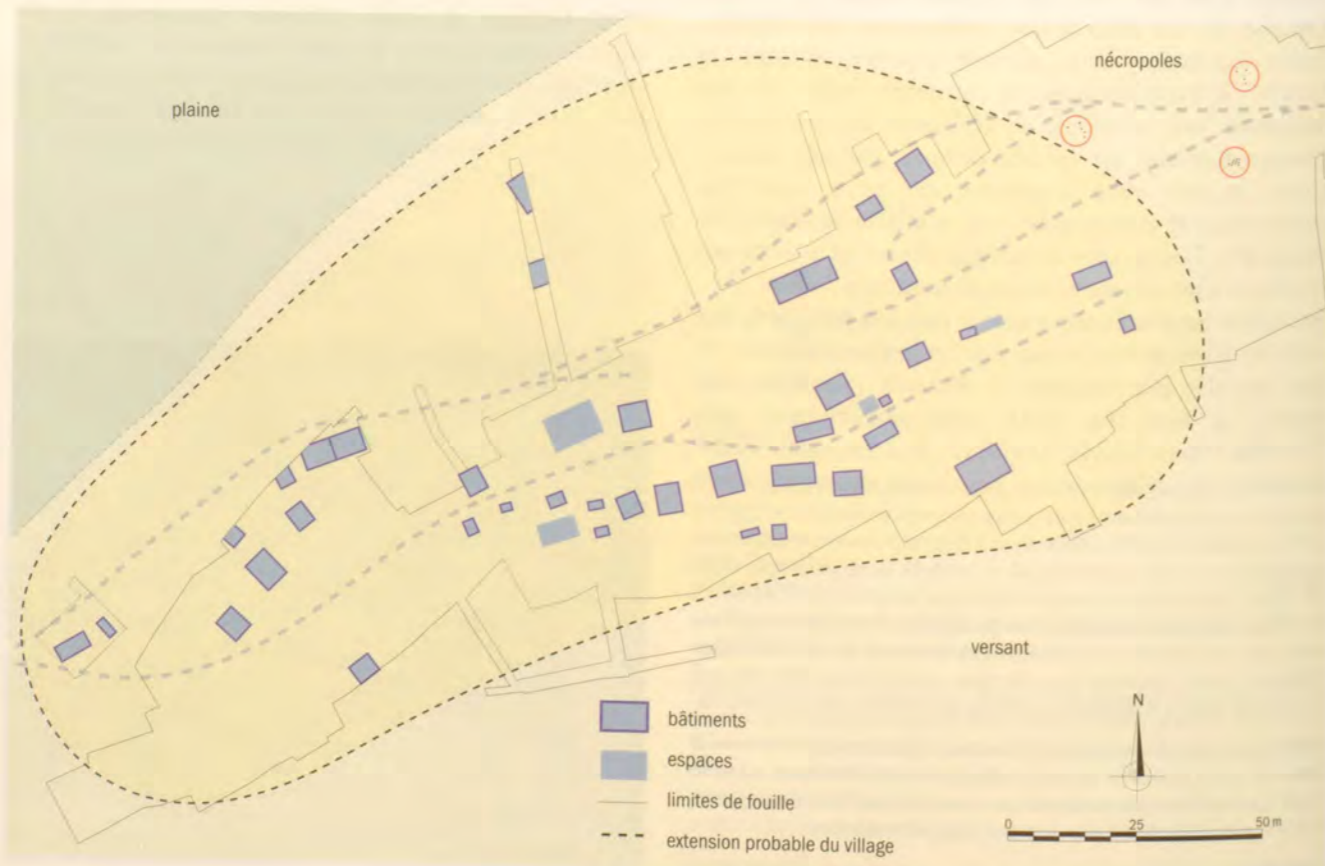 plaine
nécropoles
versant
bâtiments
espaces
limites de fouille
extension probable du village
N
0 25 50 m